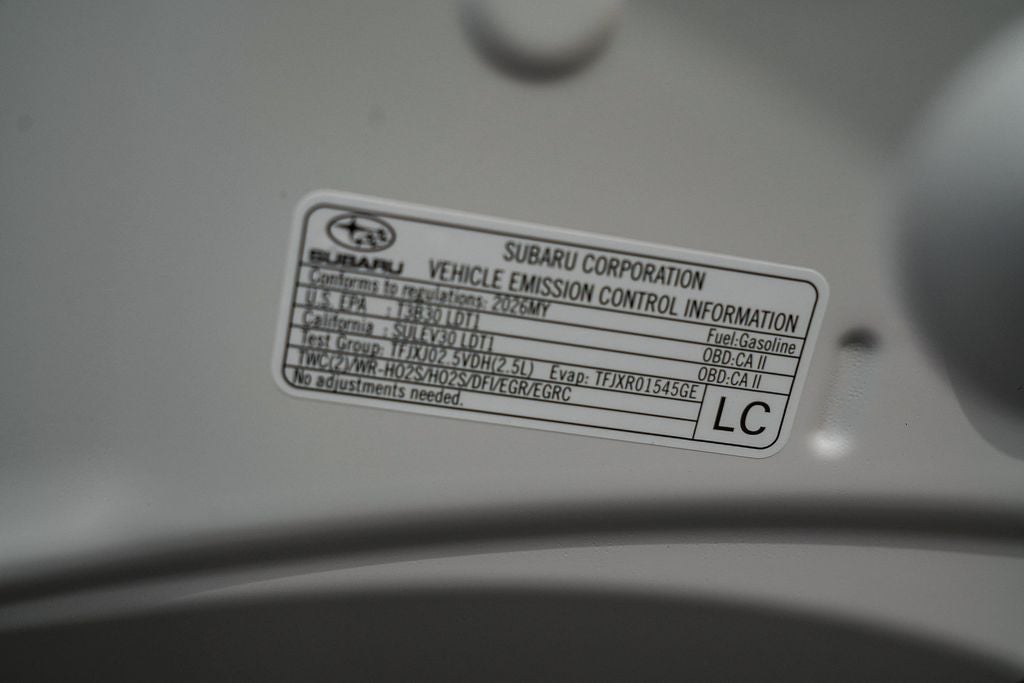 SUBARU
SUBARU CORPORATION
VEHICLE EMISSION CONTROL INFORMATION
Conforms to regulations: 2026MY Fuel:Gasoline
U.S. EPA : T3B30 LDT1 OBD:CA II
California : SULEV30 LDT1 OBD:CA II
Test Group: TFJXJ02.5VDH(2.5L) Evap: TFJXR01545GE
TWC(2)/WR-HO2S/HO2S/DFI/EGR/EGRC
No adjustments needed.
LC